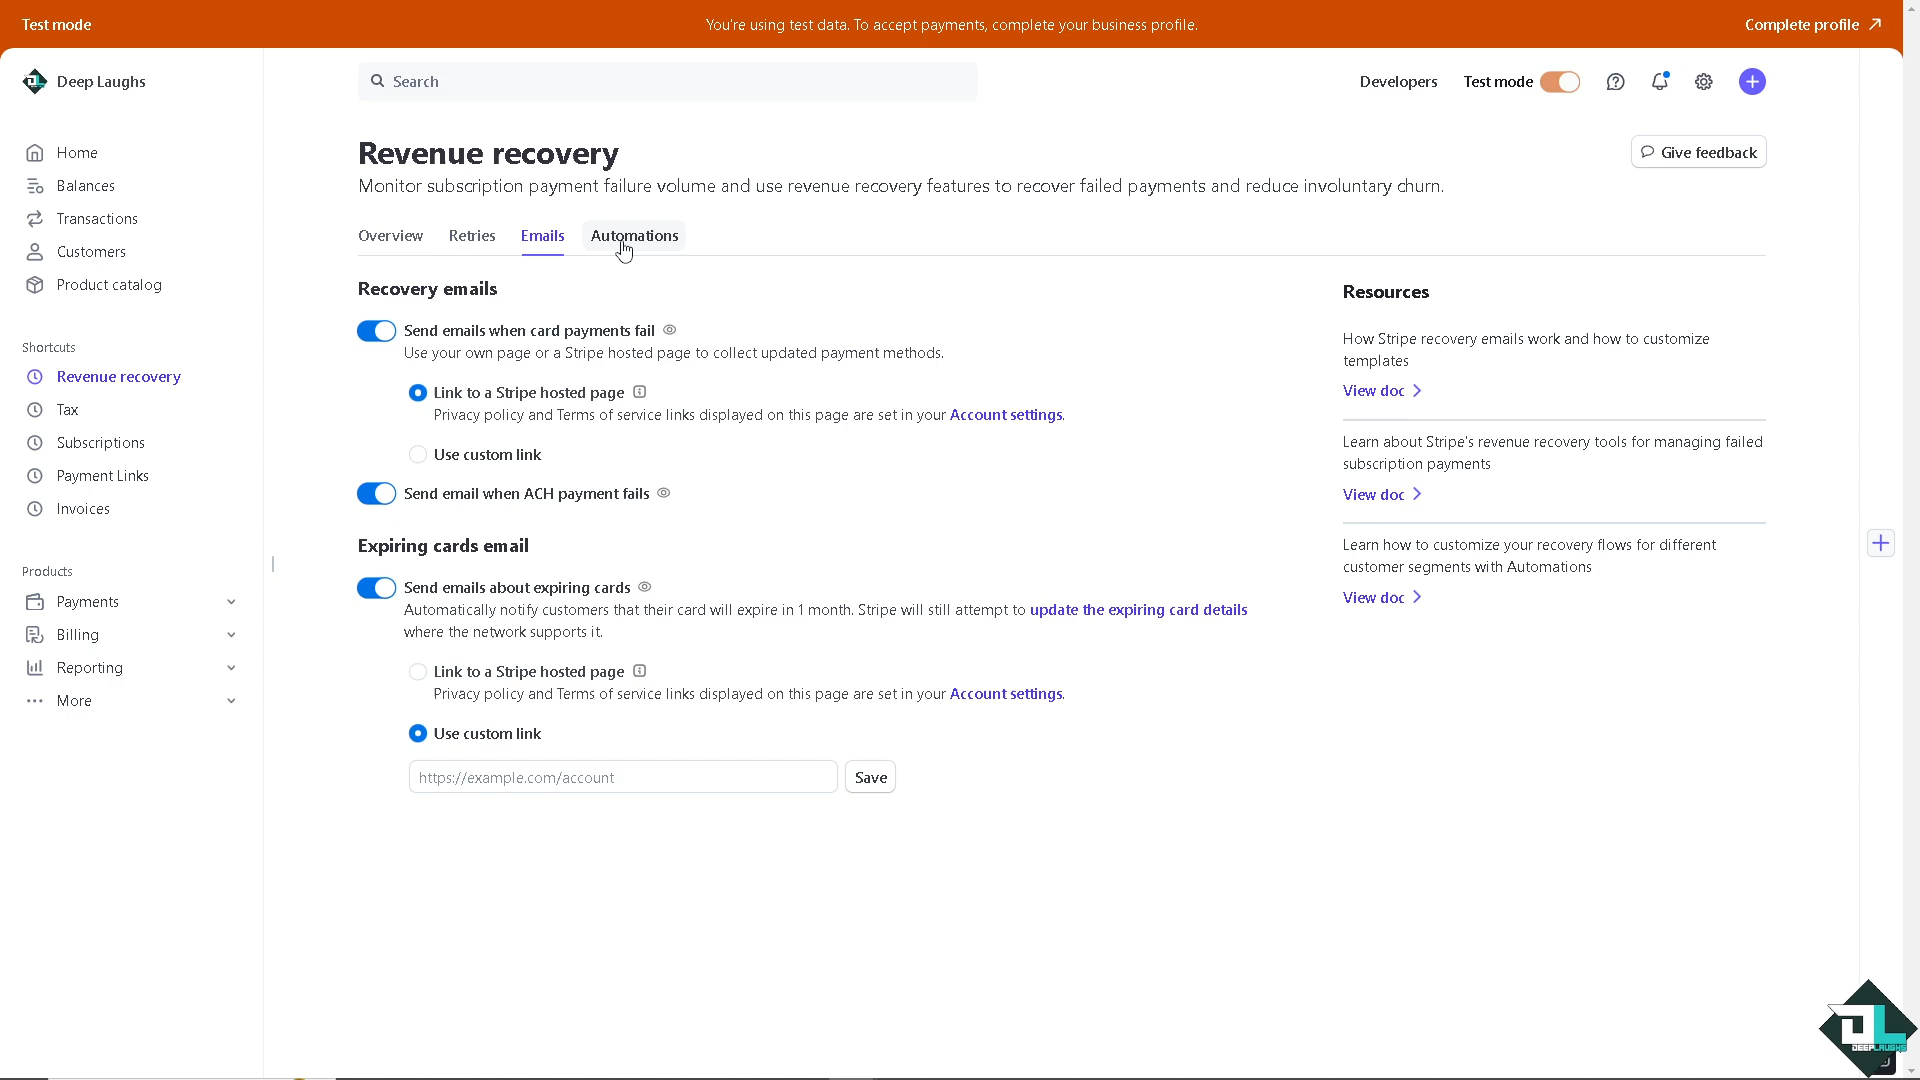 Test mode
You're using test data. To accept payments, complete your business profile.
Complete profile
Deep Laughs
Search
Developers
Test mode
Home
Balances
Transactions
Customers
Product catalog
Shortcuts
Revenue recovery
Tax
Subscriptions
Payment Links
Invoices
Products
Payments
Billing
Reporting
More
Revenue recovery
Give feedback
Monitor subscription payment failure volume and use revenue recovery features to recover failed payments and reduce involuntary churn.
Overview
Retries
Emails
Automations
Recovery emails
Send emails when card payments fail
Use your own page or a Stripe hosted page to collect updated payment methods.
Link to a Stripe hosted page
Privacy policy and Terms of service links displayed on this page are set in your Account settings.
Use custom link
Send email when ACH payment fails
Expiring cards email
Send emails about expiring cards
Automatically notify customers that their card will expire in 1 month. Stripe will still attempt to update the expiring card details
where the network supports it.
Link to a Stripe hosted page
Privacy policy and Terms of service links displayed on this page are set in your Account settings.
Use custom link
https://example.com/account
Save
Resources
How Stripe recovery emails work and how to customize
templates
View doc
Learn about Stripe's revenue recovery tools for managing failed
subscription payments
View doc
Learn how to customize your recovery flows for different
customer segments with Automations
View doc
DL
DEEPLAUGHS